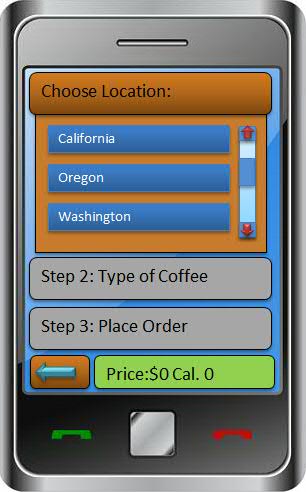 Choose Location:
California
Oregon
Washington
Step 2: Type of Coffee
Step 3: Place Order
Price:$0 Cal. 0